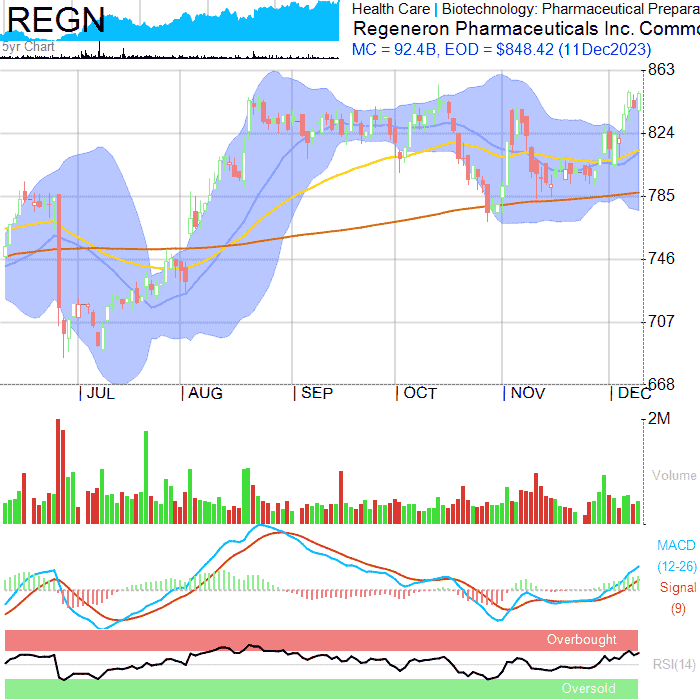 REGN
5yr Chart
Health Care | Biotechnology: Pharmaceutical Prepara
Regeneron Pharmaceuticals Inc. Commo
MC = 92.4B, EOD = $848.42 (11Dec2023)
863
824
785
746
707
668
JUL AUG SEP OCT NOV DEC
2M
Volume
MACD
(12-26)
Signal
(9)
Overbought
RSI(14)
Oversold